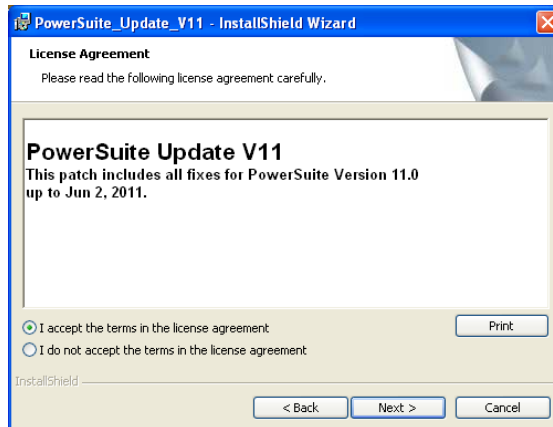 PowerSuite_Update_V11 - InstallShield Wizard
License Agreement
Please read the following license agreement carefully.
PowerSuite Update V11
This patch includes all fixes for PowerSuite Version 11.0
up to Jun 2, 2011.
I accept the terms in the license agreement
Print
I do not accept the terms in the license agreement
InstallShield
< Back
Next >
Cancel